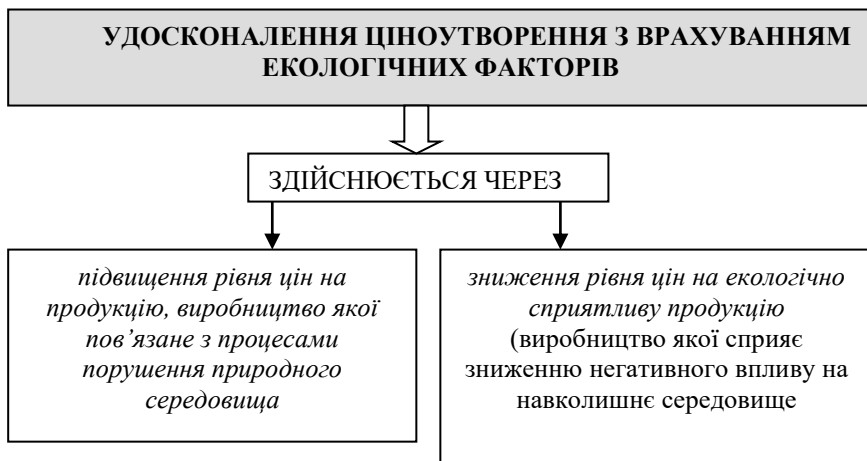 УДОСКОНАЛЕННЯ ЦІНОУТВОРЕННЯ З ВРАХУВАННЯМ
ЕКОЛОГІЧНИХ ФАКТОРІВ
ЗДІЙСНЮЄТЬСЯ ЧЕРЕЗ
підвищення рівня цін на
продукцію, виробництво якої
пов’язане з процесами
порушення природного
середовища
зниження рівня цін на екологічно
сприятливу продукцію
(виробництво якої сприяє
зниженню негативного впливу на
навколишнє середовище